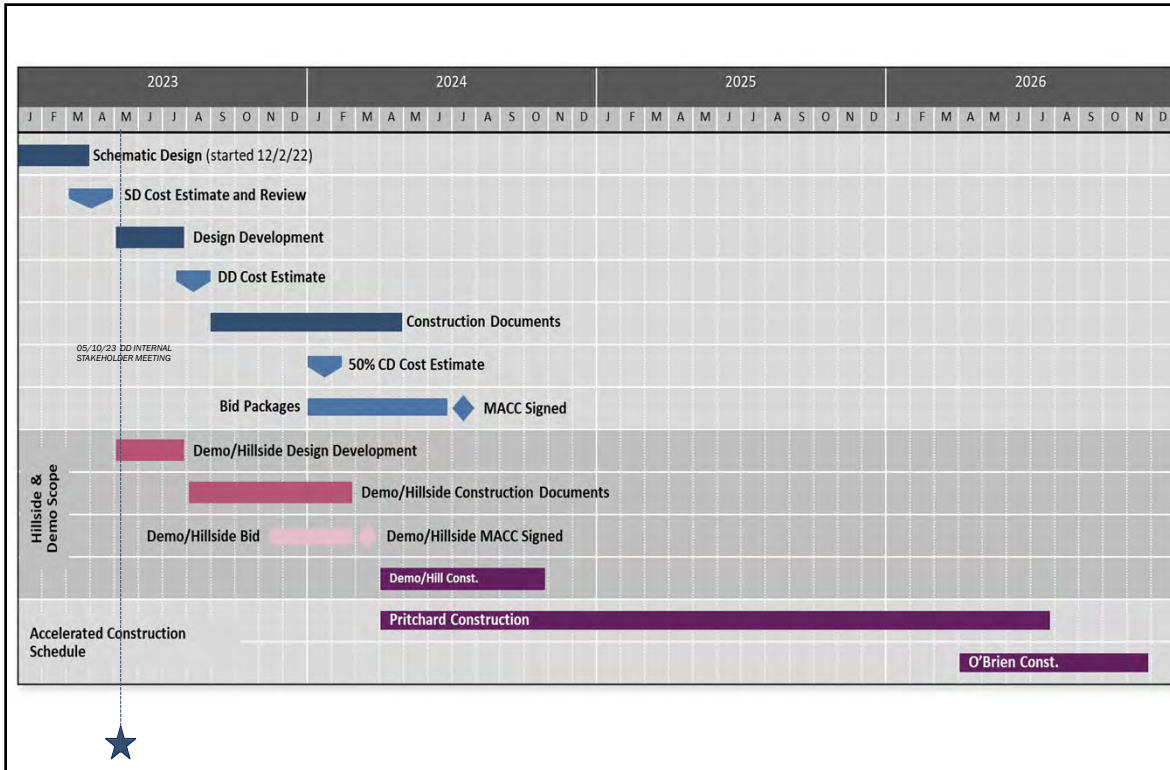 2023 2024 2025 2026
J F M A M J J A S O N D J F M A M J J A S O N D J F M A M J J A S O N D J F M A M J J A S O N D
Schematic Design (started 12/2/22)
SD Cost Estimate and Review
Design Development
DD Cost Estimate
Construction Documents
05/10/23 DD INTERNAL
STAKEHOLDER MEETING
50% CD Cost Estimate
Bid Packages MACC Signed
Hillside &
Demo Scope
Demo/Hillside Design Development
Demo/Hillside Construction Documents
Demo/Hillside Bid Demo/Hillside MACC Signed
Demo/Hill Const.
Accelerated Construction
Schedule
Pritchard Construction
O'Brien Const.